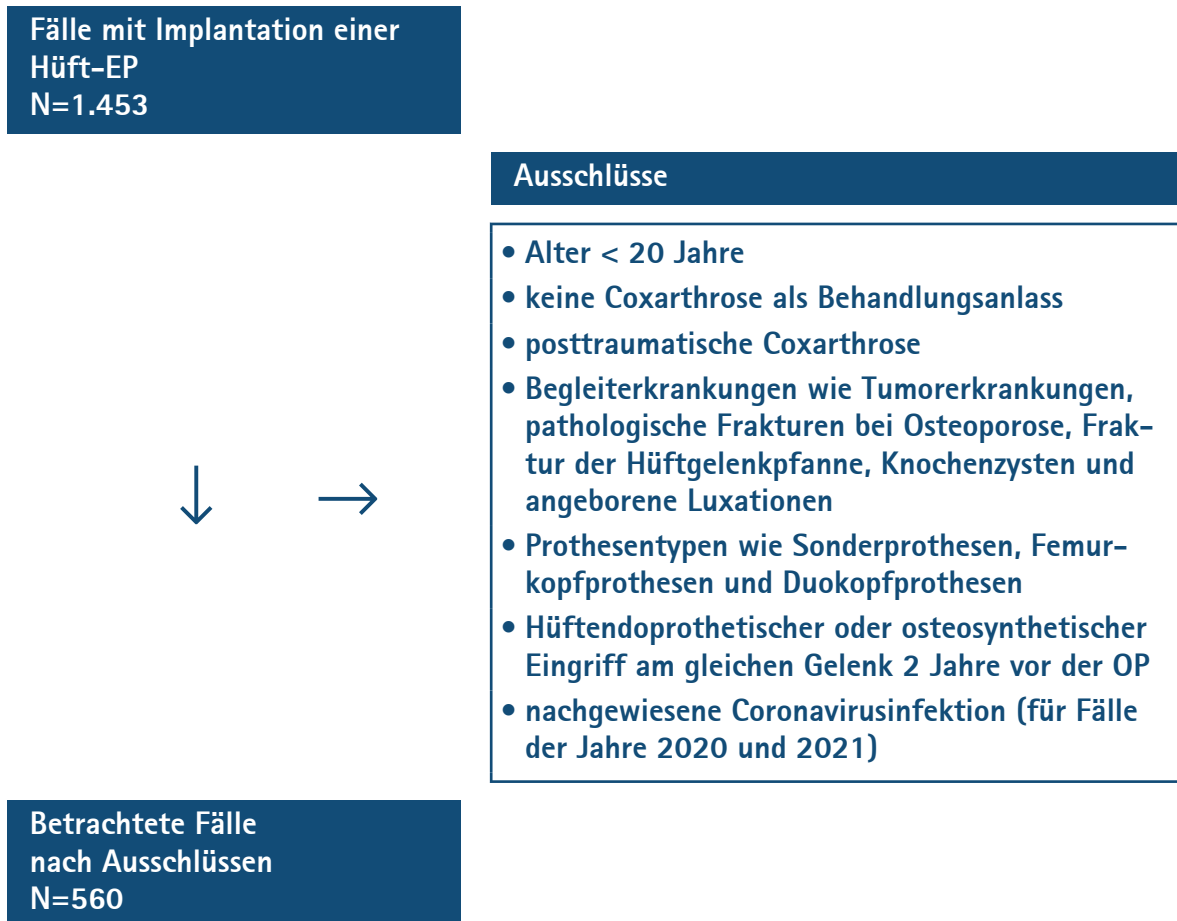 Fälle mit Implantation einer
Hüft-EP
N=1.453
Ausschlüsse
• Alter < 20 Jahre
• keine Coxarthrose als Behandlungsanlass
• posttraumatische Coxarthrose
• Begleiterkrankungen wie Tumorerkrankungen,
pathologische Frakturen bei Osteoporose, Frak-
tur der Hüftgelenkpfanne, Knochenzysten und
angeborene Luxationen
• Prothesentypen wie Sonderprothesen, Femur-
kopfprothesen und Duokopfprothesen
• Hüftendoprothetischer oder osteosynthetischer
Eingriff am gleichen Gelenk 2 Jahre vor der OP
• nachgewiesene Coronavirusinfektion (für Fälle
der Jahre 2020 und 2021)
Betrachtete Fälle
nach Ausschlüssen
N=560